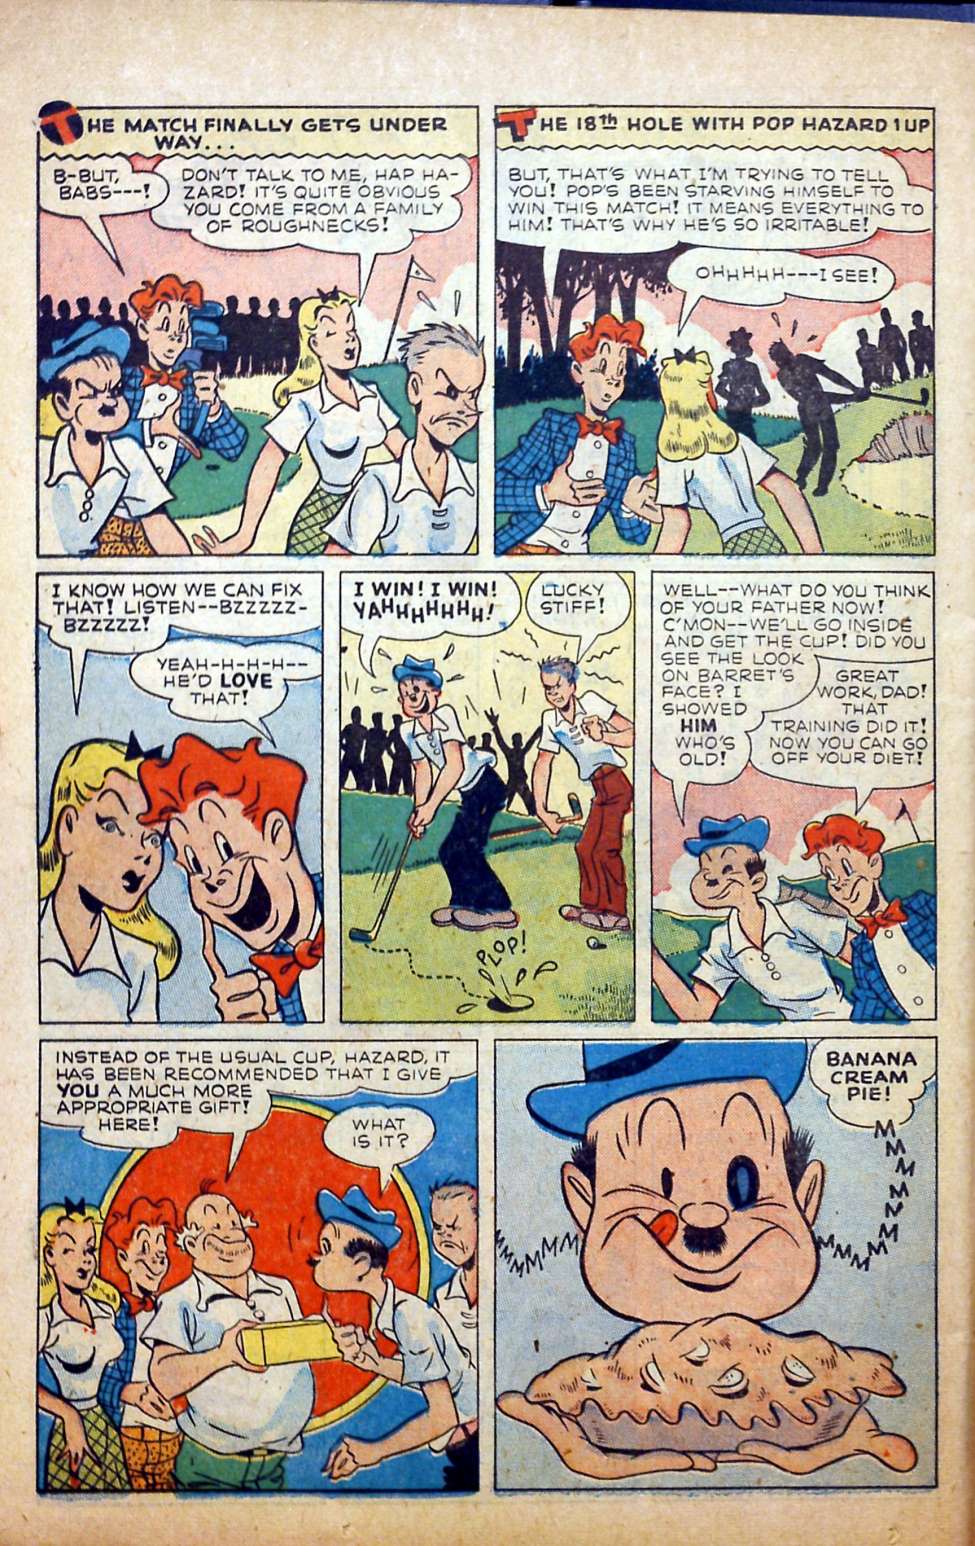 THE MATCH FINALLY GETS UNDER
WAY...
B-BUT,
BABS---!
DON'T TALK TO ME, HAP HA-
ZARD! IT'S QUITE OBVIOUS
YOU COME FROM A FAMILY
OF ROUGHNECKS!
THE 18TH HOLE WITH POP HAZARD 1 UP
BUT, THAT'S WHAT I'M TRYING TO TELL
YOU! POP'S BEEN STARVING HIMSELF TO
WIN THIS MATCH! IT MEANS EVERYTHING TO
HIM! THAT'S WHY HE'S SO IRRITABLE!
OHHHHH---I SEE!
I KNOW HOW WE CAN FIX
THAT! LISTEN--BZZZZZ-
BZZZZZ!
YEAH-H-H-H--
HE'D LOVE
THAT!
I WIN! I WIN!
YAHHHHHHH!
LUCKY
STIFF!
PLOP!
WELL--WHAT DO YOU THINK
OF YOUR FATHER NOW!
C'MON--WE'LL GO INSIDE
AND GET THE CUP! DID YOU
SEE THE LOOK
ON BARRET'S
FACE? I
SHOWED
HIM
WHO'S
OLD!
GREAT
WORK, DAD!
THAT
TRAINING DID IT!
NOW YOU CAN GO
OFF YOUR DIET!
INSTEAD OF THE USUAL CUP, HAZARD, IT
HAS BEEN RECOMMENDED THAT I GIVE
YOU A MUCH MORE
APPROPRIATE GIFT!
HERE!
WHAT
IS IT?
BANANA
CREAM
PIE!
MMMMMMM
MMMMMMMMMMM